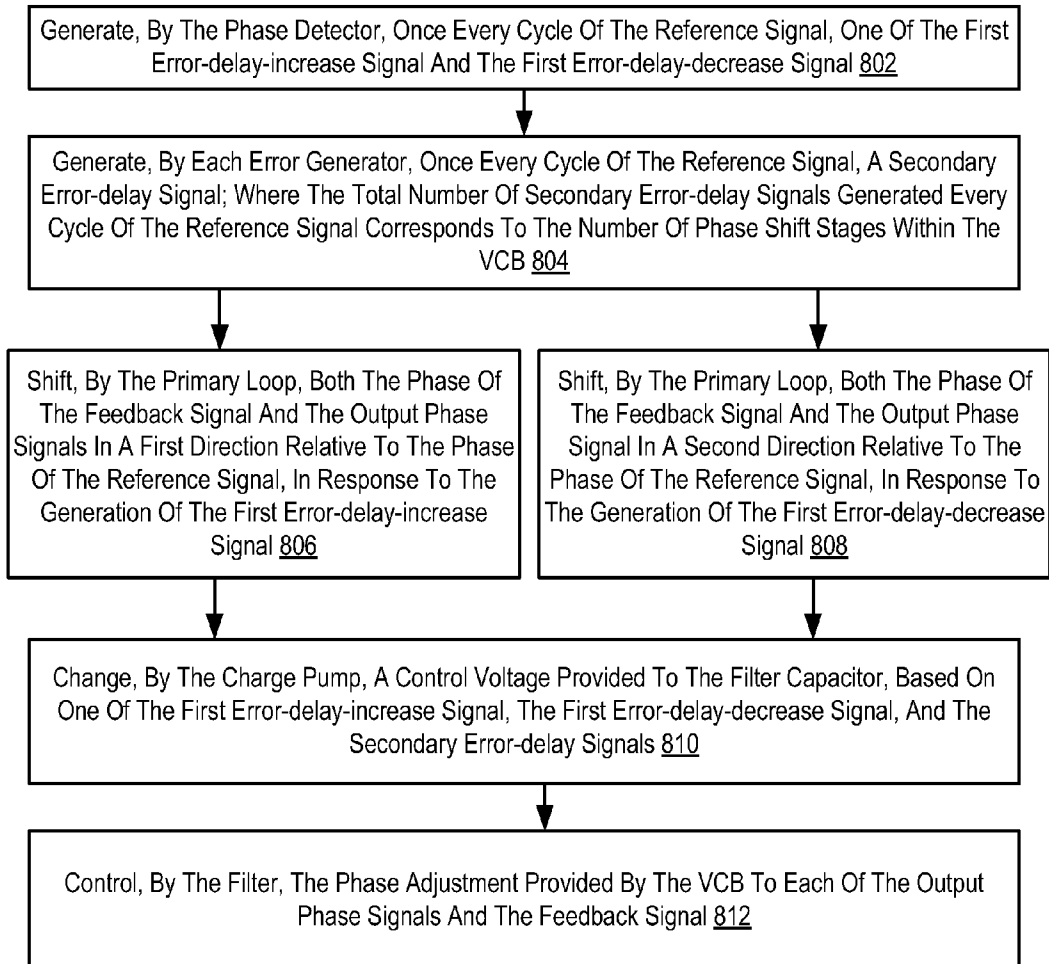 Generate, By The Phase Detector, Once Every Cycle Of The Reference Signal, One Of The First
Error-delay-increase Signal And The First Error-delay-decrease Signal 802
Generate, By Each Error Generator, Once Every Cycle Of The Reference Signal, A Secondary
Error-delay Signal; Where The Total Number Of Secondary Error-delay Signals Generated Every
Cycle Of The Reference Signal Corresponds To The Number Of Phase Shift Stages Within The
VCB 804
Shift, By The Primary Loop, Both The Phase Of
The Feedback Signal And The Output Phase
Signals In A First Direction Relative To The Phase
Of The Reference Signal, In Response To The
Generation Of The First Error-delay-increase
Signal 806
Shift, By The Primary Loop, Both The Phase Of
The Feedback Signal And The Output Phase
Signal In A Second Direction Relative To The
Phase Of The Reference Signal, In Response To
The Generation Of The First Error-delay-decrease
Signal 808
Change, By The Charge Pump, A Control Voltage Provided To The Filter Capacitor, Based On
One Of The First Error-delay-increase Signal, The First Error-delay-decrease Signal, And The
Secondary Error-delay Signals 810
Control, By The Filter, The Phase Adjustment Provided By The VCB To Each Of The Output
Phase Signals And The Feedback Signal 812